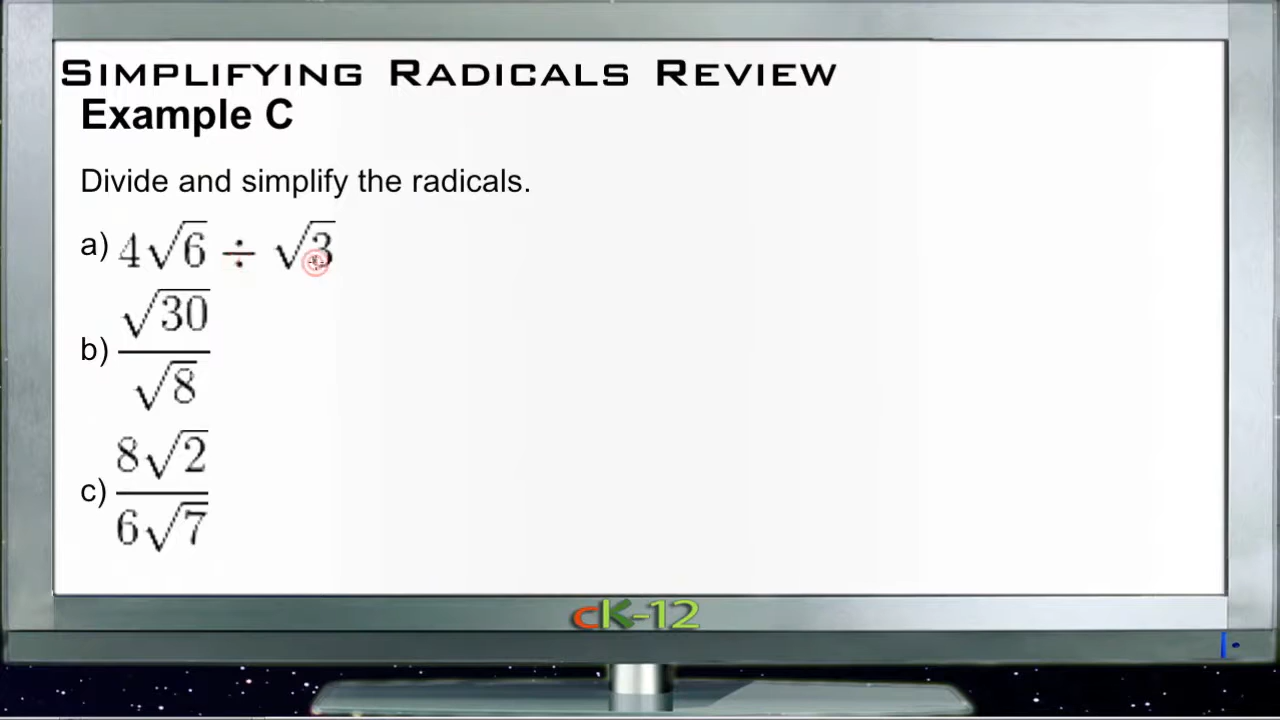 Simplifying Radicals Review
Example C
Divide and simplify the radicals.
a) 4√6 ÷ √3
b) √30/√8
c) 8√2/6√7
cK-12